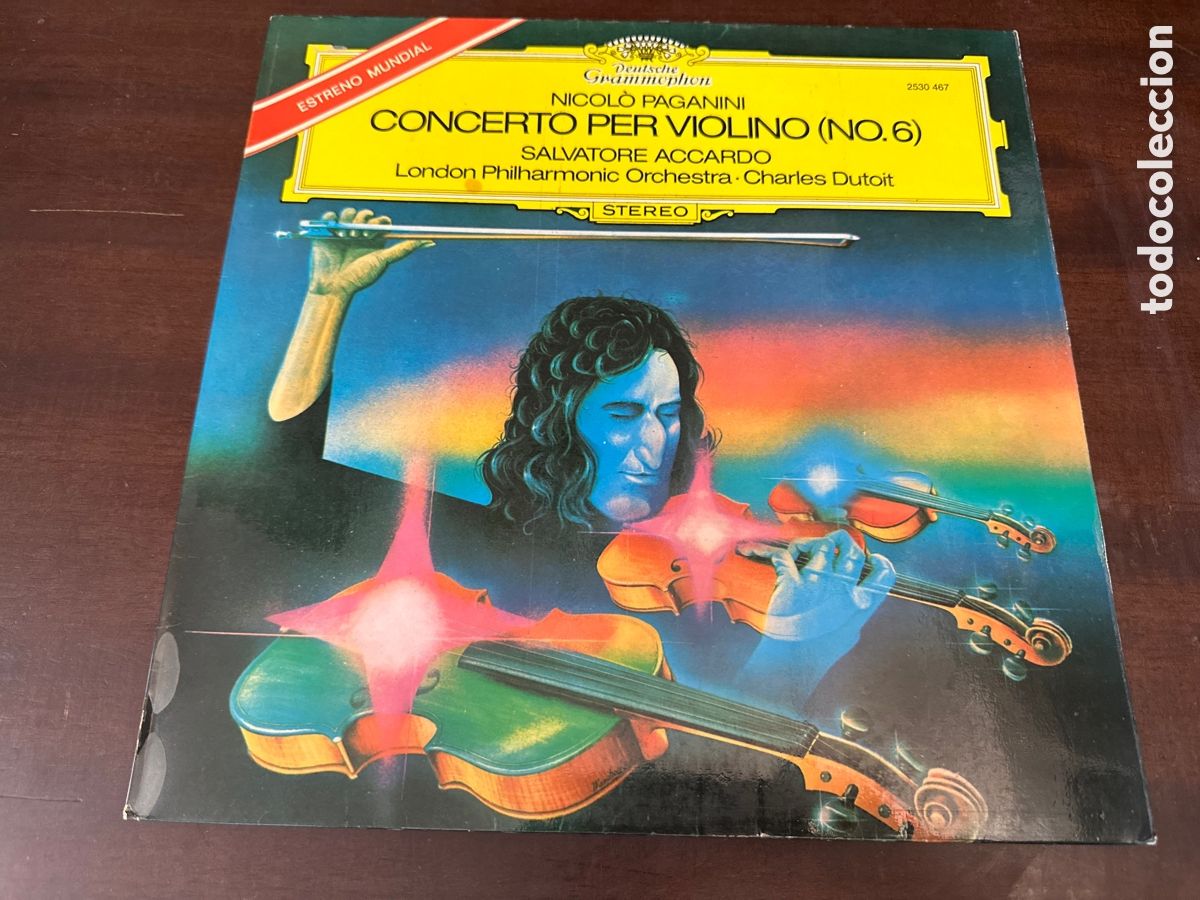 ESTRENO MUNDIAL
Deutsche
Grammophon
2530 467
NICOLÒ PAGANINI
CONCERTO PER VIOLINO (NO. 6)
SALVATORE ACCARDO
London Philharmonic Orchestra · Charles Dutoit
STEREO
todocoleccion